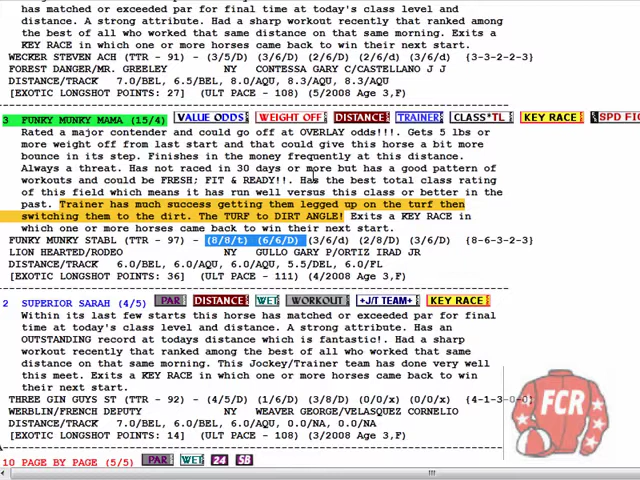 has matched or exceeded par for final time at today's class level and
distance. A strong attribute. Had a sharp workout recently that ranked among
the best of all who worked that same distance on that same morning. Exits a
KEY RACE in which one or more horses came back to win their next start.
WECKER STEVEN ACH (TTR - 91) - (3/5/D) (3/6/D) (2/6/D) (2/6/d) (3/6/d) {3-3-2-2-3}
FOREST DANGER/MR. GREELEY NY CONTESSA GARY C/CASTELLANO J J
DISTANCE/TRACK 7.0/BEL, 6.5/BEL, 8.0/AQU, 8.3/AQU, 8.3/AQU
[EXOTIC LONGSHOT POINTS: 27] (ULT PACE - 108) (5/2008 Age 3,F)
3 FUNKY MUNKY MAMA (15/4) VALUE ODDS WEIGHT OFF DISTANCE TRAINER CLASS*TL KEY RACE SPD FIG
Rated a major contender and could go off at OVERLAY odds!!!. Gets 5 lbs or
more weight off from last start and that could give this horse a bit more
bounce in its step. Finishes in the money frequently at this distance.
Always a threat. Has not raced in 30 days or more but has a good pattern of
workouts and could be FRESH; FIT & READY!!. Has the best total class rating
of this field which means it has run well versus this class or better in the
past. Trainer has much success getting them legged up on the turf then
switching them to the dirt. The TURF to DIRT ANGLE! Exits a KEY RACE in
which one or more horses came back to win their next start.
FUNKY MUNKY STABL (TTR - 97) - (8/8/t) (6/6/D) (3/6/d) (2/8/D) (3/6/D) {8-6-3-2-3}
LION HEARTED/RODEO NY GULLO GARY P/ORTIZ IRAD JR
DISTANCE/TRACK 6.0/BEL, 6.0/AQU, 6.0/AQU, 5.5/DEL, 6.0/FL
[EXOTIC LONGSHOT POINTS: 36] (ULT PACE - 111) (4/2008 Age 3,F)
2 SUPERIOR SARAH (4/5) PAR DISTANCE WET WORKOUT +J/T TEAM+ KEY RACE
Within its last few starts this horse has matched or exceeded par for final
time at today's class level and distance. A strong attribute. Has an
OUTSTANDING record at todays distance which is fantastic!. Had a sharp
workout recently that ranked among the best of all who worked that same
distance on that same morning. This Jockey/Trainer team has done very well
this meet. Exits a KEY RACE in which one or more horses came back to win
their next start.
THREE GIN GUYS ST (TTR - 92) - (4/5/D) (1/6/D) (3/8/D) (0/0/x) (0/0/x) {4-1-3-0-0}
WERBLIN/FRENCH DEPUTY NY WEAVER GEORGE/VELASQUEZ CORNELIO
DISTANCE/TRACK 7.0/BEL, 6.0/BEL, 6.0/AQU, 0.0/NA, 0.0/NA
[EXOTIC LONGSHOT POINTS: 14] (ULT PACE - 108) (3/2008 Age 3,F)
FCR
10 PAGE BY PAGE (5/5) PAR WET 24 SB